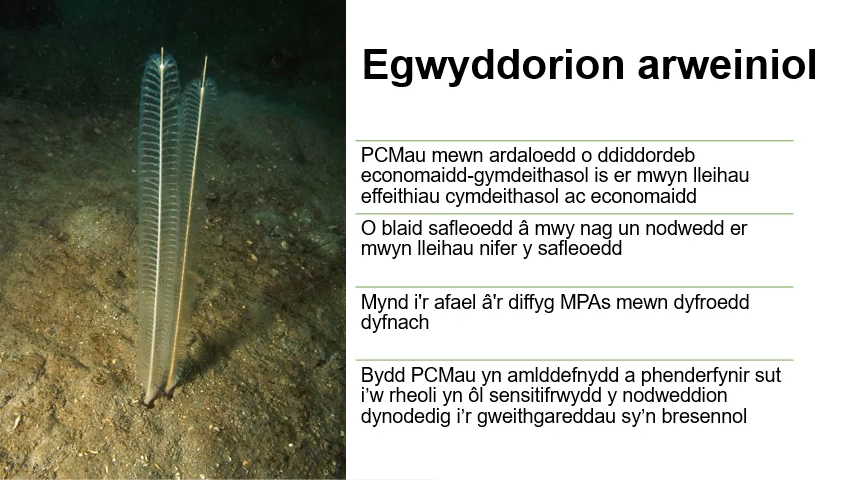 Egwyddorion arweiniol
PCMau mewn ardaloedd o ddiddordeb
economaidd-gymdeithasol is er mwyn lleihau
effeithiau cymdeithasol ac economaidd
O blaid safleoedd â mwy nag un nodwedd er
mwyn lleihau nifer y safleoedd
Mynd i'r afael â'r diffyg MPAs mewn dyfroedd
dyfnach
Bydd PCMau yn amlddefnydd a phenderfynir sut
i’w rheoli yn ôl sensitifrwydd y nodweddion
dynodedig i’r gweithgareddau sy’n bresennol